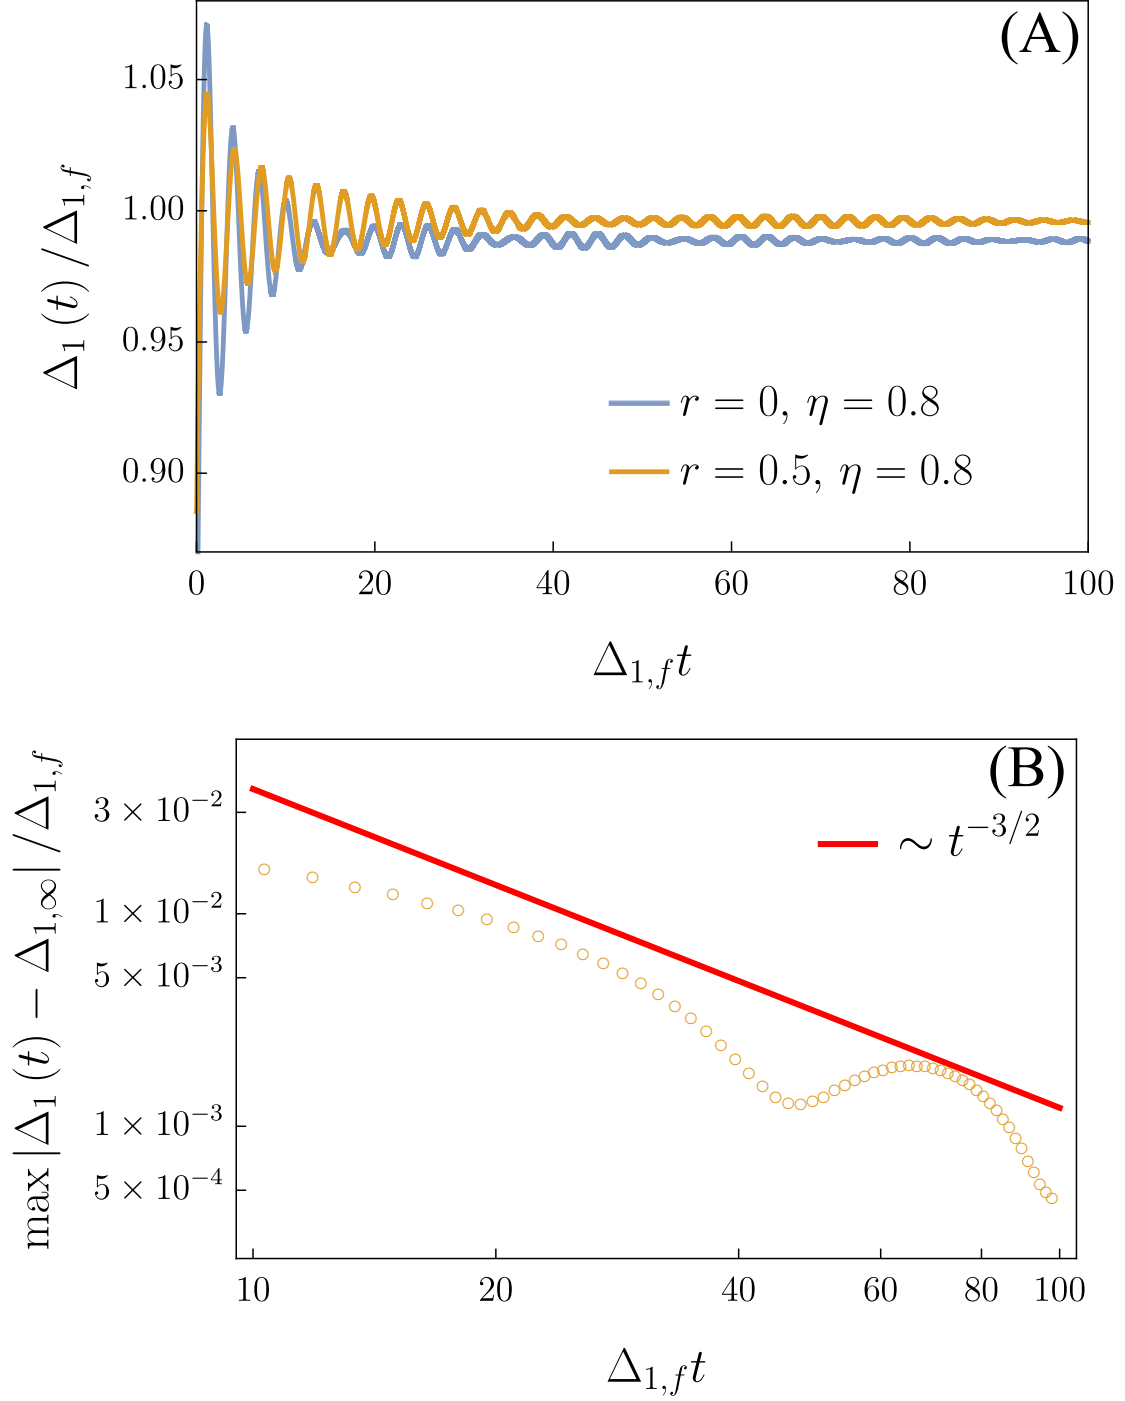 (A)
Δ₁ (t) /Δ₁,f
1.05
1.00
0.95
0.90
r = 0, η = 0.8
r = 0.5, η = 0.8
0 20 40 60 80 100
Δ₁,f t
(B)
max |Δ₁ (t) − Δ₁,∞| /Δ₁,f
3 × 10⁻²
1 × 10⁻²
5 × 10⁻³
1 × 10⁻³
5 × 10⁻⁴
∼ t⁻³/²
10 20 40 60 80 100
Δ₁,f t